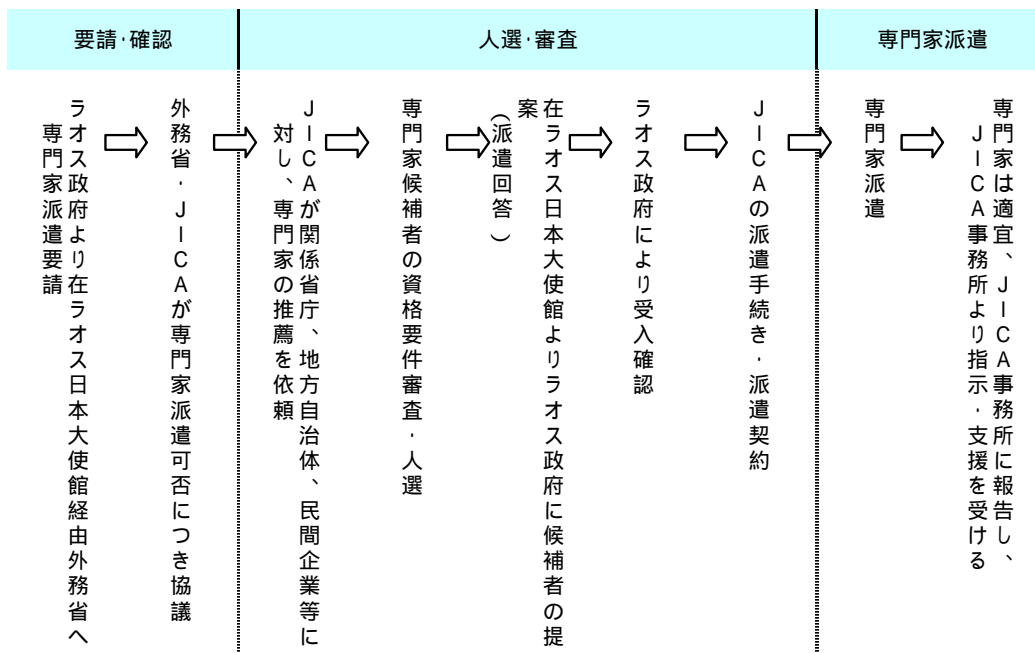 要請・確認
人選・審査
専門家派遣
ラオス政府より在ラオス日本大使館経由外務省へ
専門家派遣要請
外務省・JICAが専門家派遣可否につき協議
JICAが関係省庁、地方自治体、民間企業等に
対し、専門家の推薦を依頼
専門家候補者の資格要件審査・人選
在ラオス日本大使館よりラオス政府に候補者の提
案
(派遣回答)
ラオス政府により受入確認
JICAの派遣手続き・派遣契約
専門家派遣
専門家は適宜、JICA事務所に報告し、
JICA事務所より指示・支援を受ける